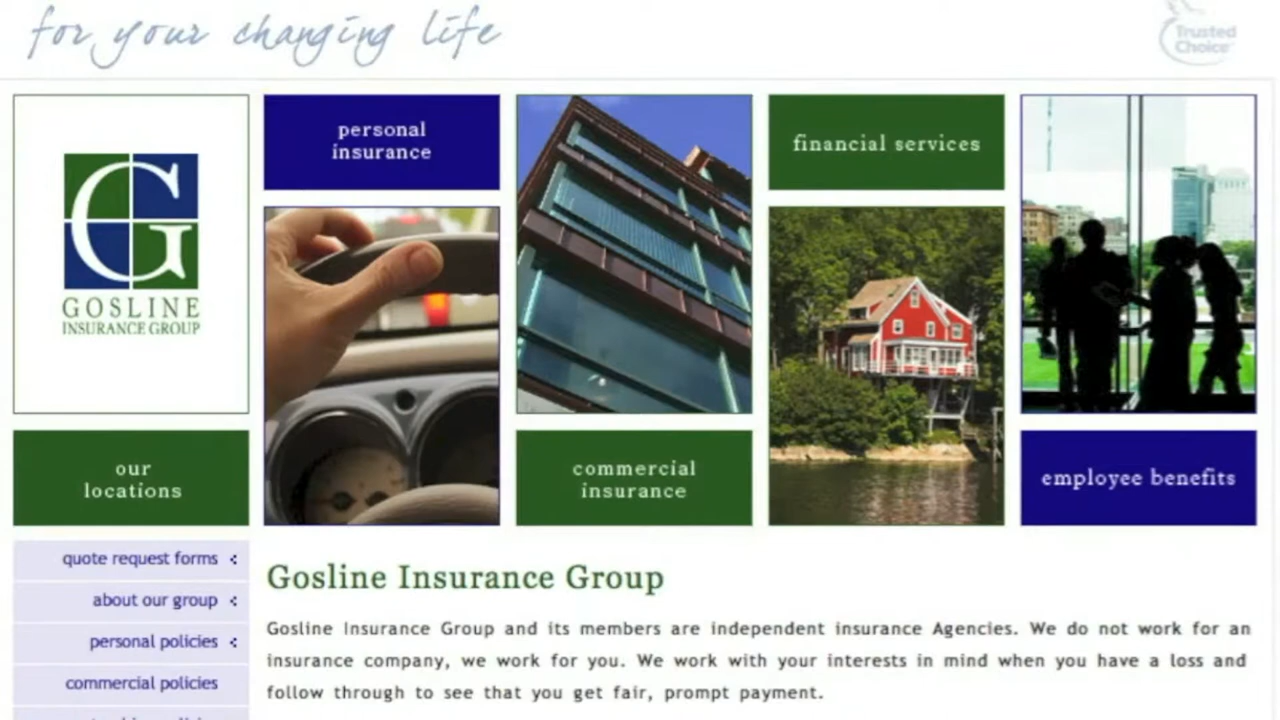 for your changing life
Trusted
Choice
personal
insurance
financial services
G
GOSLINE
INSURANCE GROUP
our
locations
commercial
insurance
employee benefits
quote request forms
about our group
personal policies
commercial policies
Gosline Insurance Group
Gosline Insurance Group and its members are independent insurance Agencies. We do not work for an
insurance company, we work for you. We work with your interests in mind when you have a loss and
follow through to see that you get fair, prompt payment.